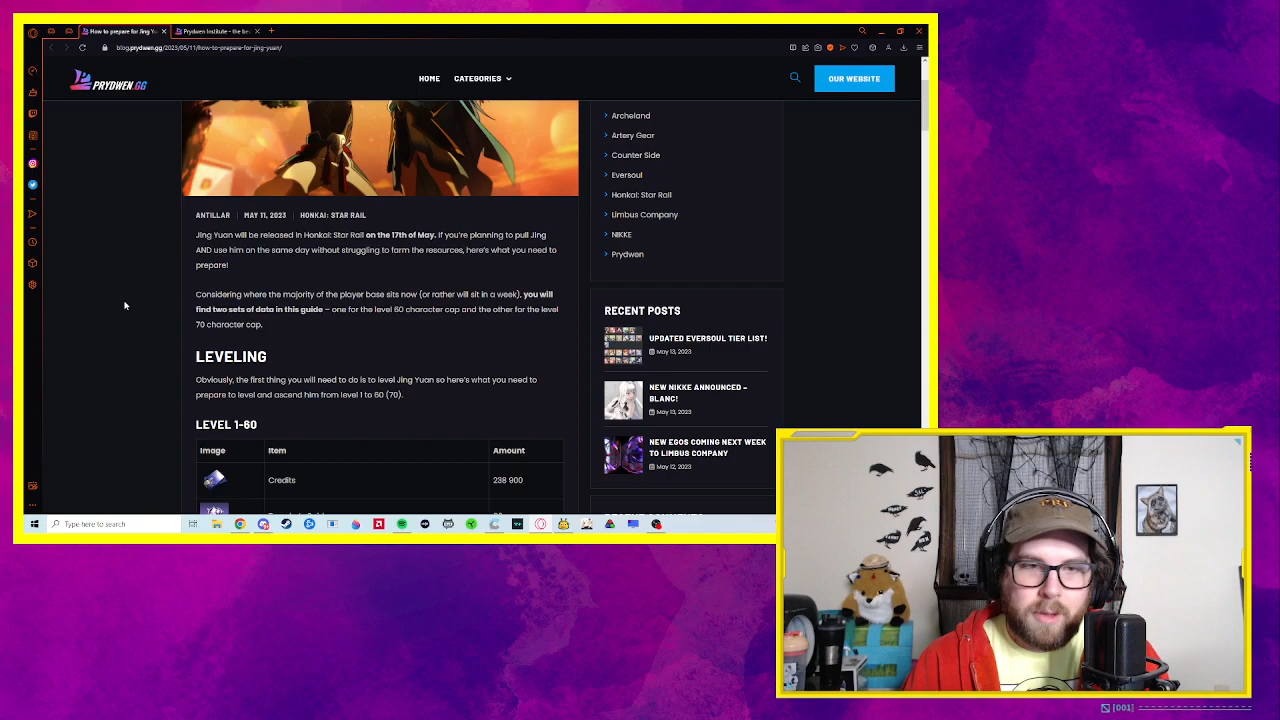 How to prepare for Jing Y
Prydwen Institute - the be
blog.prydwen.gg/2023/05/11/how-to-prepare-for-jing-yuan/
PRYDWEN.GG
HOME
CATEGORIES
OUR WEBSITE
ANTILLAR
MAY 11, 2023
HONKAI: STAR RAIL
Jing Yuan will be released in Honkai: Star Rail on the 17th of May. If you're planning to pull Jing
AND use him on the same day without struggling to farm the resources, here's what you need to
prepare!
Considering where the majority of the player base sits now (or rather will sit in a week), you will
find two sets of data in this guide – one for the level 60 character cap and the other for the level
70 character cap.
LEVELING
Obviously, the first thing you will need to do is to level Jing Yuan so here's what you need to
prepare to level and ascend him from level 1 to 60 (70).
LEVEL 1-60
Image
Item
Amount
Credits
238 900
Archeland
Artery Gear
Counter Side
Eversoul
Honkai: Star Rail
Limbus Company
NIKKE
Prydwen
RECENT POSTS
UPDATED EVERSOUL TIER LIST!
May 13, 2023
NEW NIKKE ANNOUNCED –
BLANC!
May 13, 2023
NEW EGOS COMING NEXT WEEK
TO LIMBUS COMPANY
May 12, 2023
Type here to search
[001]